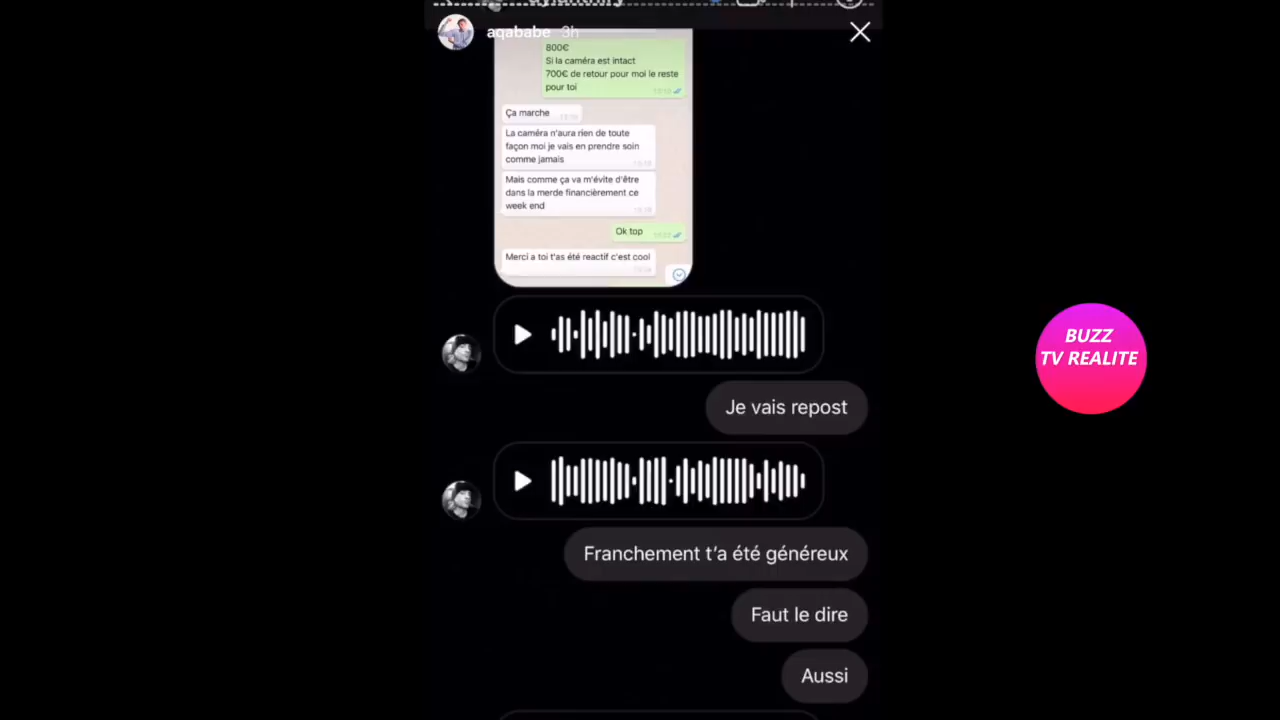 aqababe 3h
800€
Si la caméra est intact
700€ de retour pour moi le reste
pour toi
Ça marche
La caméra n'aura rien de toute
façon moi je vais en prendre soin
comme jamais
Mais comme ça va m'évite d'être
dans la merde financièrement ce
week end
Ok top
Merci a toi t'as été reactif c'est cool
Je vais repost
Franchement t'a été généreux
Faut le dire
Aussi
BUZZ
TV REALITE